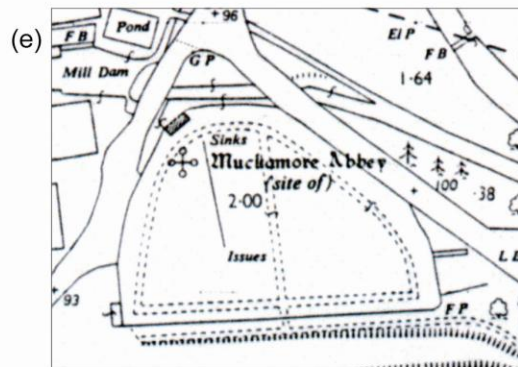 (e)
+ 96
Pond
F B
El P
F B
G P
Mill Dam
1·64
Sinks
Muckamore Abbey
(site of)
100
·38
2·00
Issues
L B
+ 93
F P